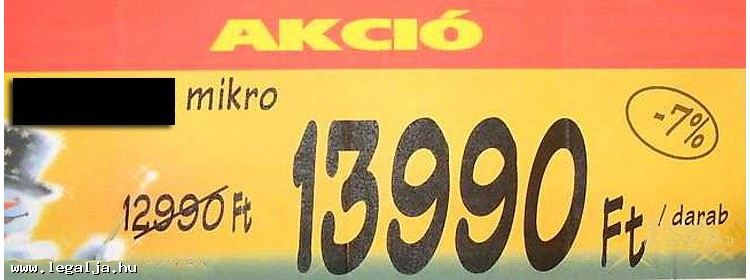 AKCIÓ
mikro
-7%
12990 Ft
13990 Ft / darab
www.legalja.hu